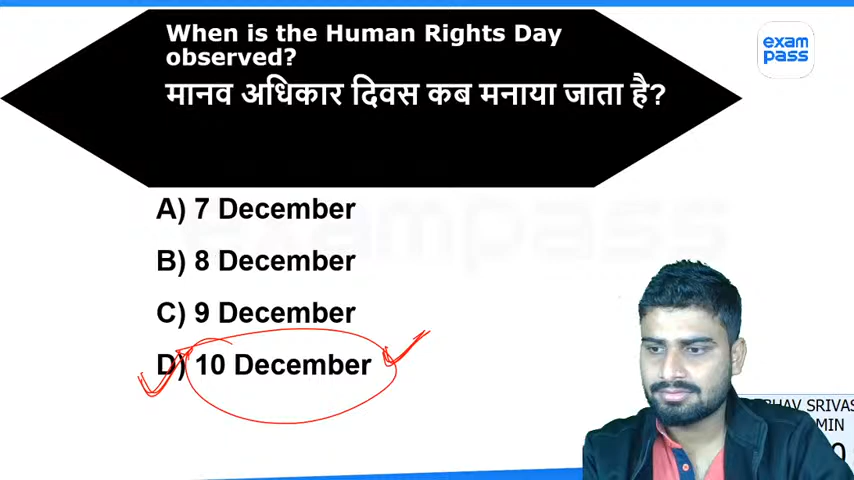 When is the Human Rights Day
observed?
मानव अधिकार दिवस कब मनाया जाता है?
exam
pass
exampass
A) 7 December
B) 8 December
C) 9 December
D) 10 December